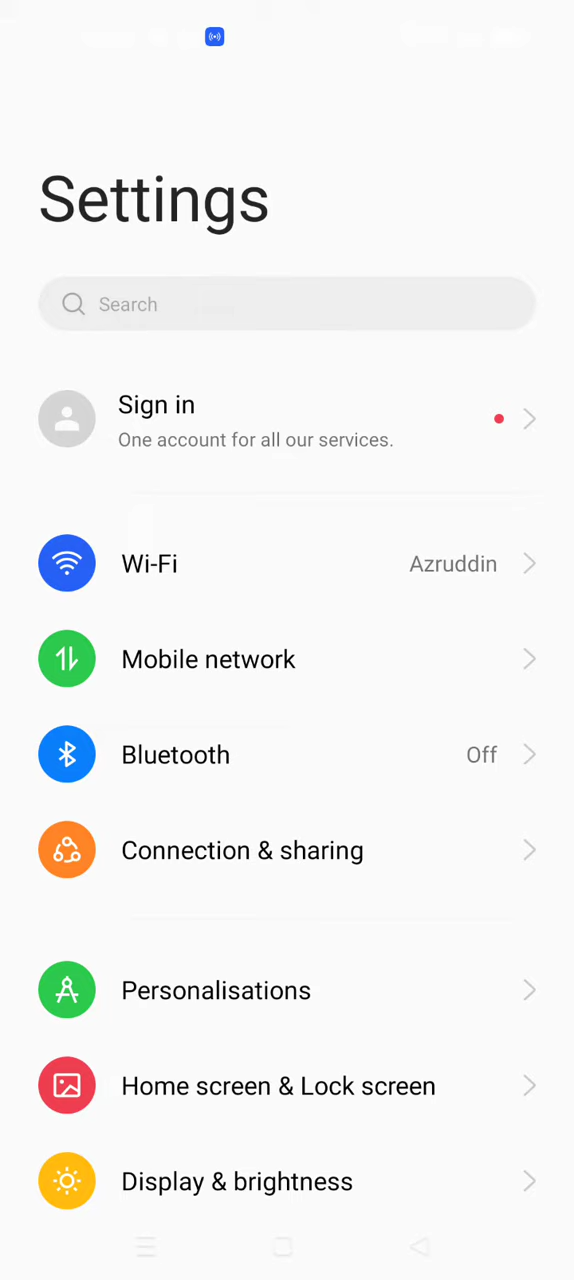 Settings
Search
Sign in
One account for all our services.
Wi-Fi Azruddin
Mobile network
Bluetooth Off
Connection & sharing
Personalisations
Home screen & Lock screen
Display & brightness